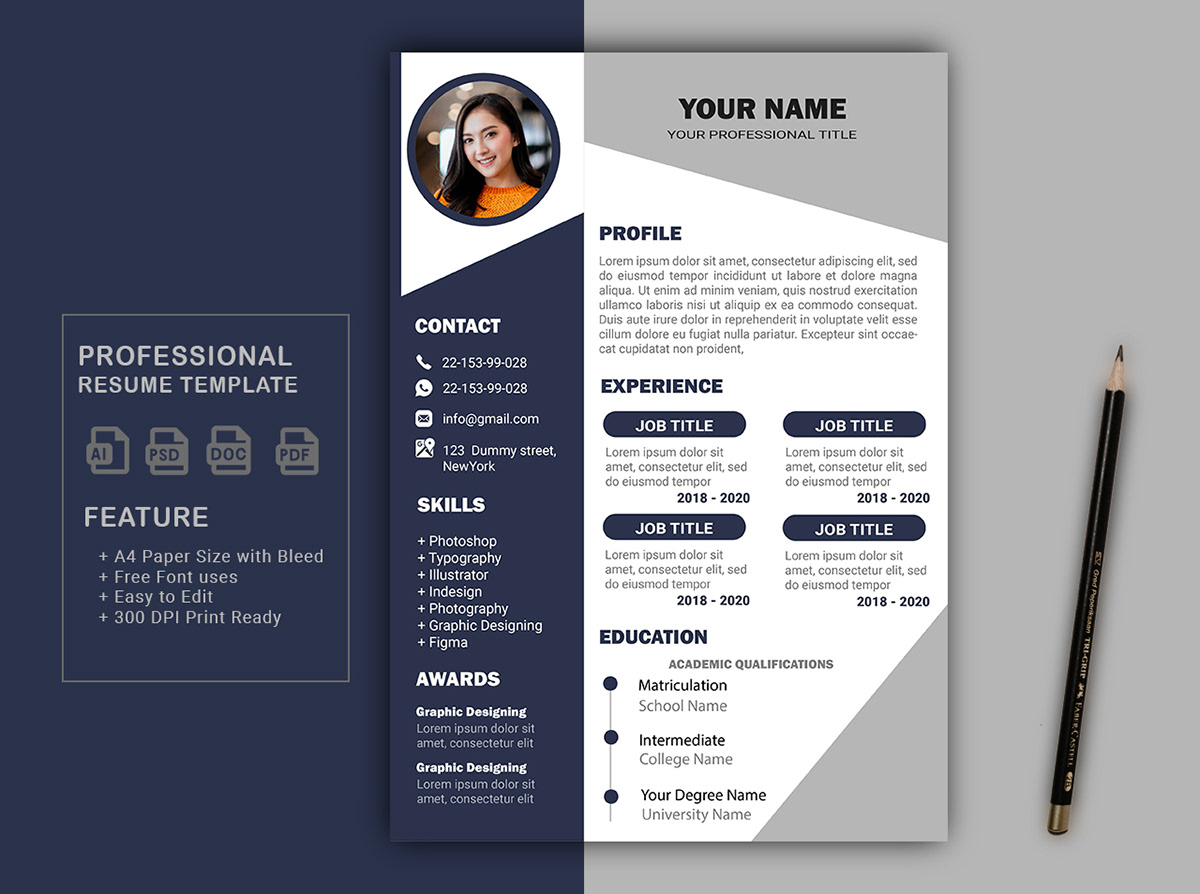 PROFESSIONAL
RESUME TEMPLATE
AI
PSD
DOC
PDF
FEATURE
+ A4 Paper Size with Bleed
+ Free Font uses
+ Easy to Edit
+ 300 DPI Print Ready
CONTACT
22-153-99-028
22-153-99-028
info@gmail.com
123 Dummy street,
NewYork
SKILLS
+ Photoshop
+ Typography
+ Illustrator
+ Indesign
+ Photography
+ Graphic Designing
+ Figma
AWARDS
Graphic Designing
Lorem ipsum dolor sit
amet, consectetur elit
Graphic Designing
Lorem ipsum dolor sit
amet, consectetur elit
YOUR NAME
YOUR PROFESSIONAL TITLE
PROFILE
Lorem ipsum dolor sit amet, consectetur adipiscing elit, sed
do eiusmod tempor incididunt ut labore et dolore magna
aliqua. Ut enim ad minim veniam, quis nostrud exercitation
ullamco laboris nisi ut aliquip ex ea commodo consequat.
Duis aute irure dolor in reprehenderit in voluptate velit esse
cillum dolore eu fugiat nulla pariatur. Excepteur sint occae-
cat cupidatat non proident,
EXPERIENCE
JOB TITLE
Lorem ipsum dolor sit
amet, consectetur elit, sed
do eiusmod tempor
2018 - 2020
JOB TITLE
Lorem ipsum dolor sit
amet, consectetur elit, sed
do eiusmod tempor
2018 - 2020
JOB TITLE
Lorem ipsum dolor sit
amet, consectetur elit, sed
do eiusmod tempor
2018 - 2020
JOB TITLE
Lorem ipsum dolor sit
amet, consectetur elit, sed
do eiusmod tempor
2018 - 2020
EDUCATION
ACADEMIC QUALIFICATIONS
Matriculation
School Name
Intermediate
College Name
Your Degree Name
University Name
TRI-GRIP FABER CASTELL